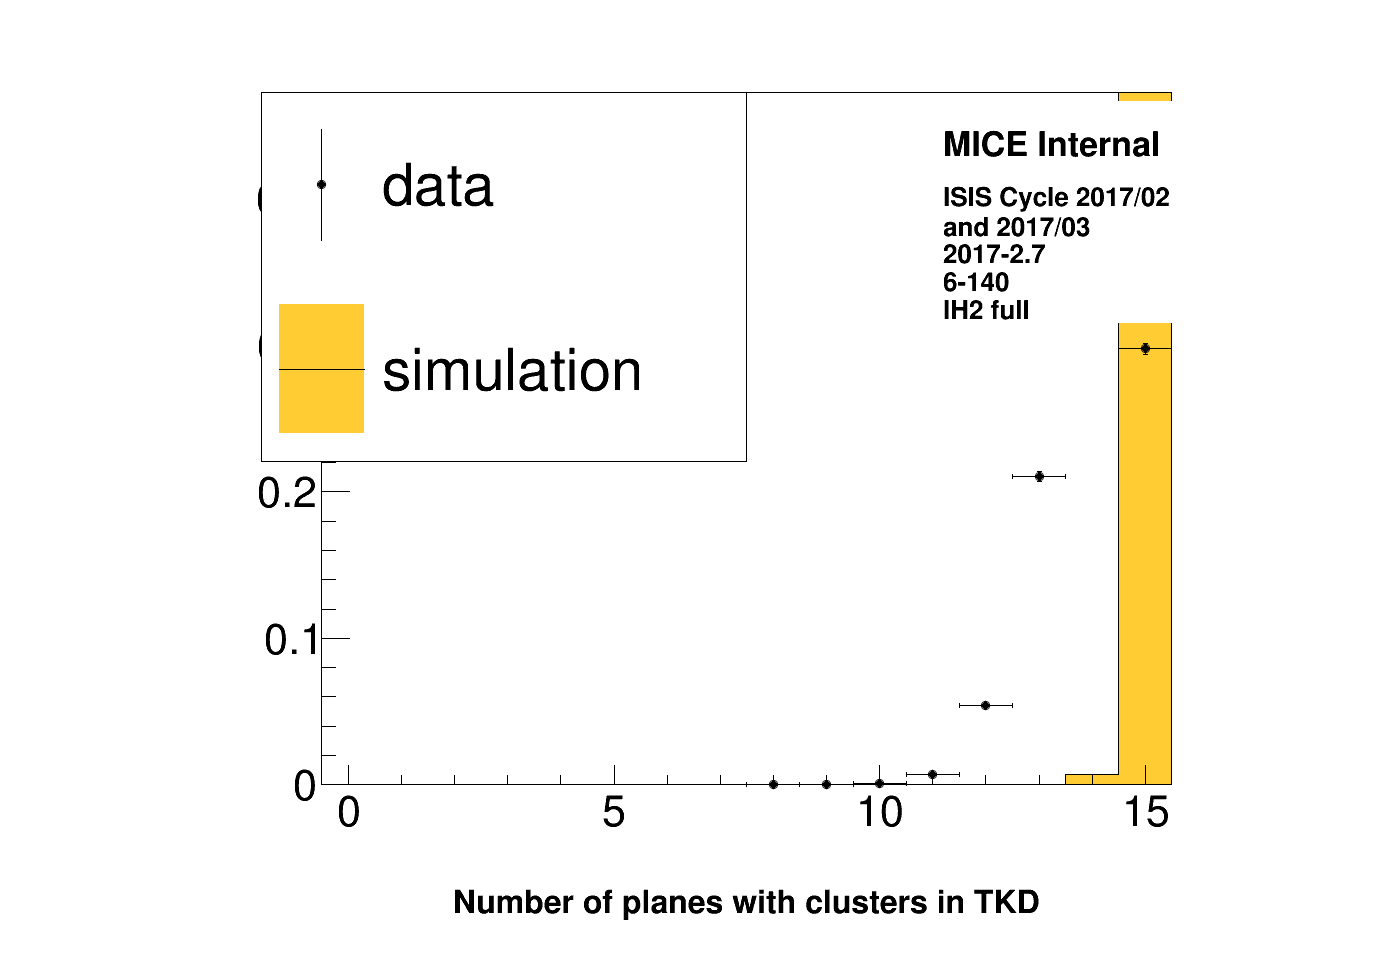 MICE Internal
data
ISIS Cycle 2017/02
and 2017/03
2017-2.7
6-140
IH2 full
simulation
0.2
0.1
0
0 5 10 15
Number of planes with clusters in TKD